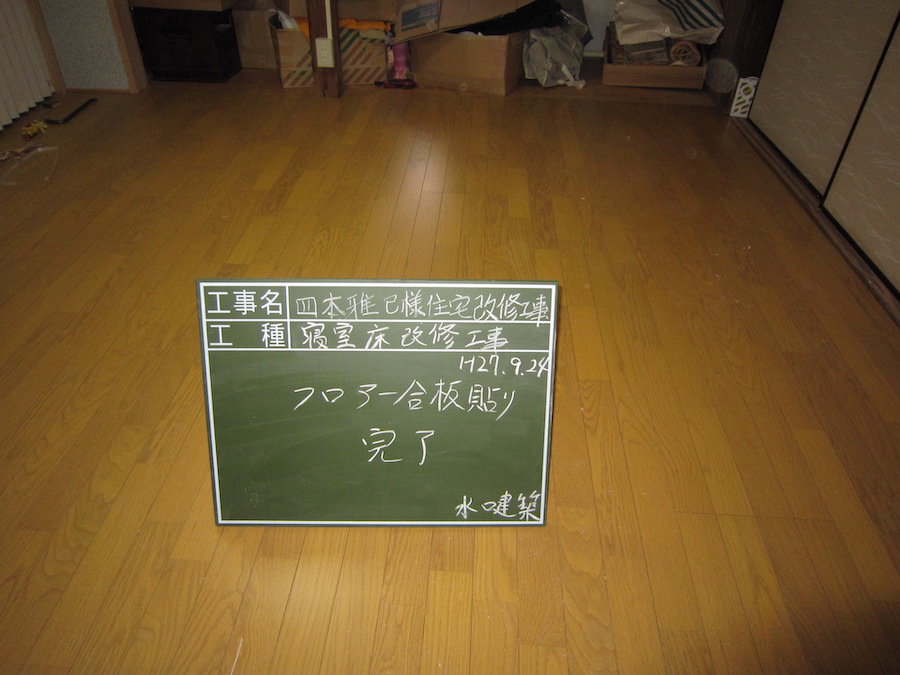 工事名 四本雅已様住宅改修工事
工 種 寝室床改修工事
H27.9.24
フロアー合板貼り
完了
水口建築